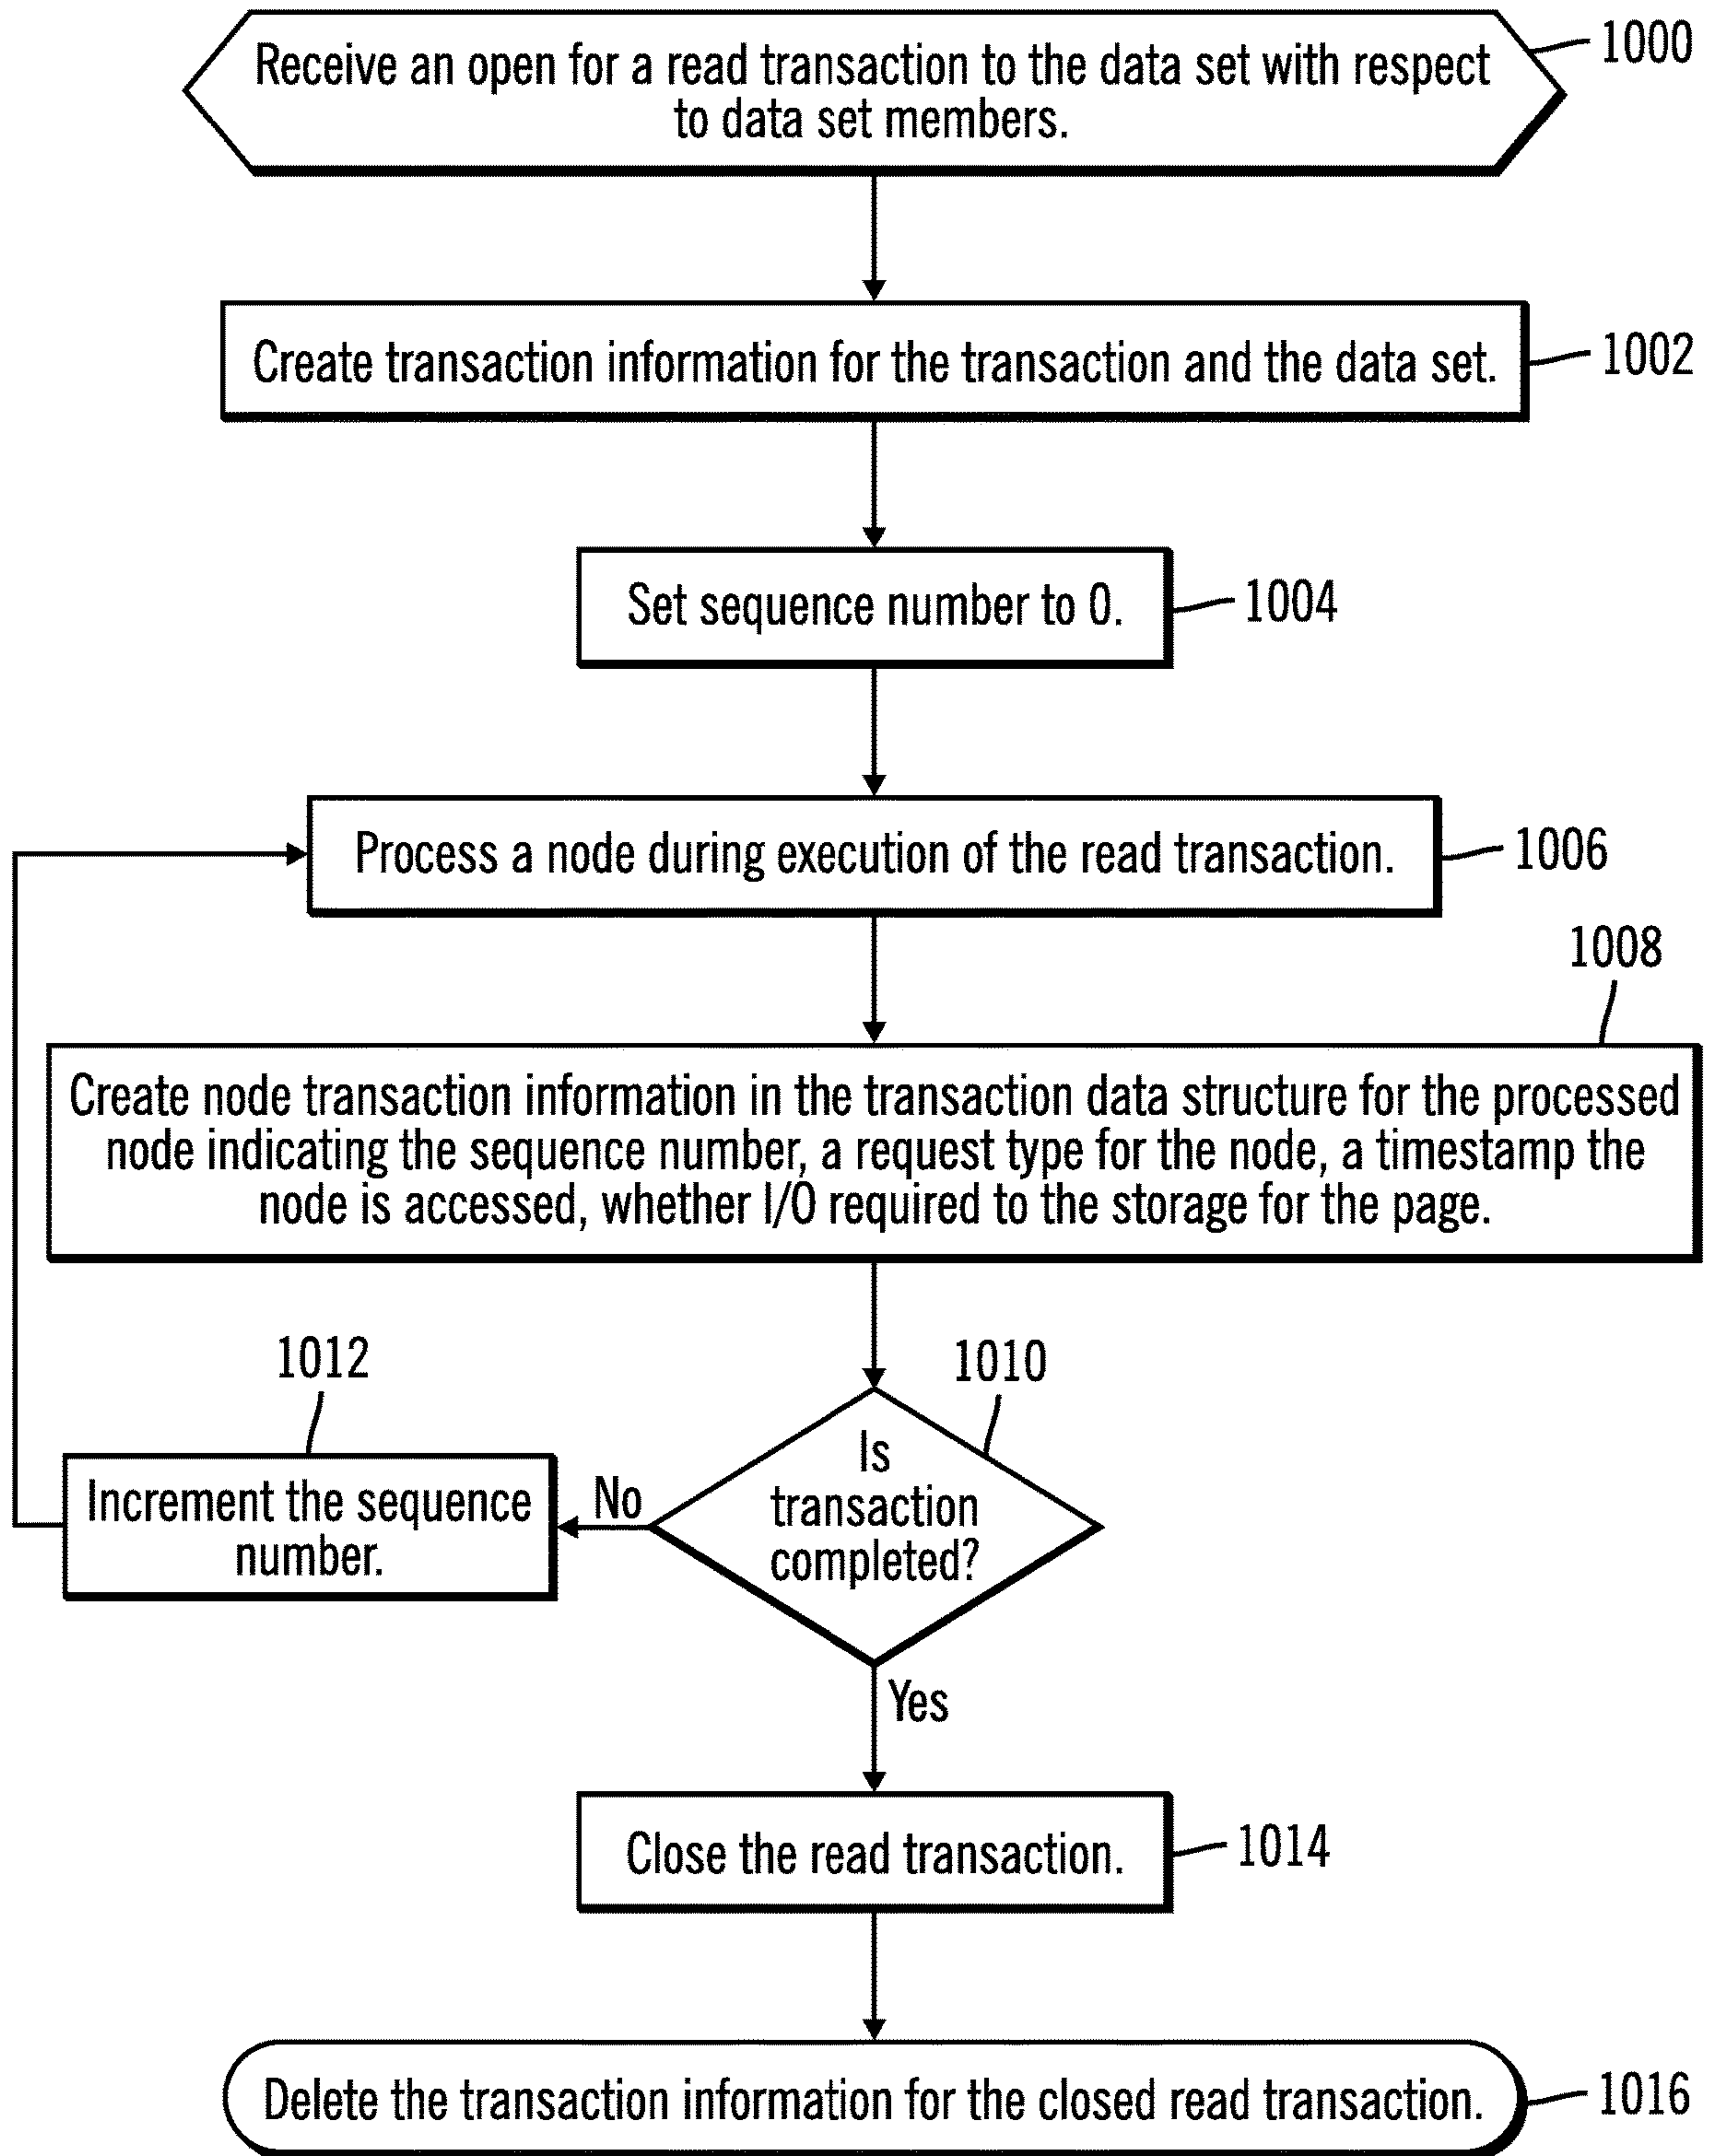 Receive an open for a read transaction to the data set with respect
to data set members.
1000
Create transaction information for the transaction and the data set.
1002
Set sequence number to 0.
1004
Process a node during execution of the read transaction.
1006
1008
Create node transaction information in the transaction data structure for the processed
node indicating the sequence number, a request type for the node, a timestamp the
node is accessed, whether I/O required to the storage for the page.
1010
Is
transaction
completed?
No
1012
Increment the sequence
number.
Yes
Close the read transaction.
1014
Delete the transaction information for the closed read transaction.
1016